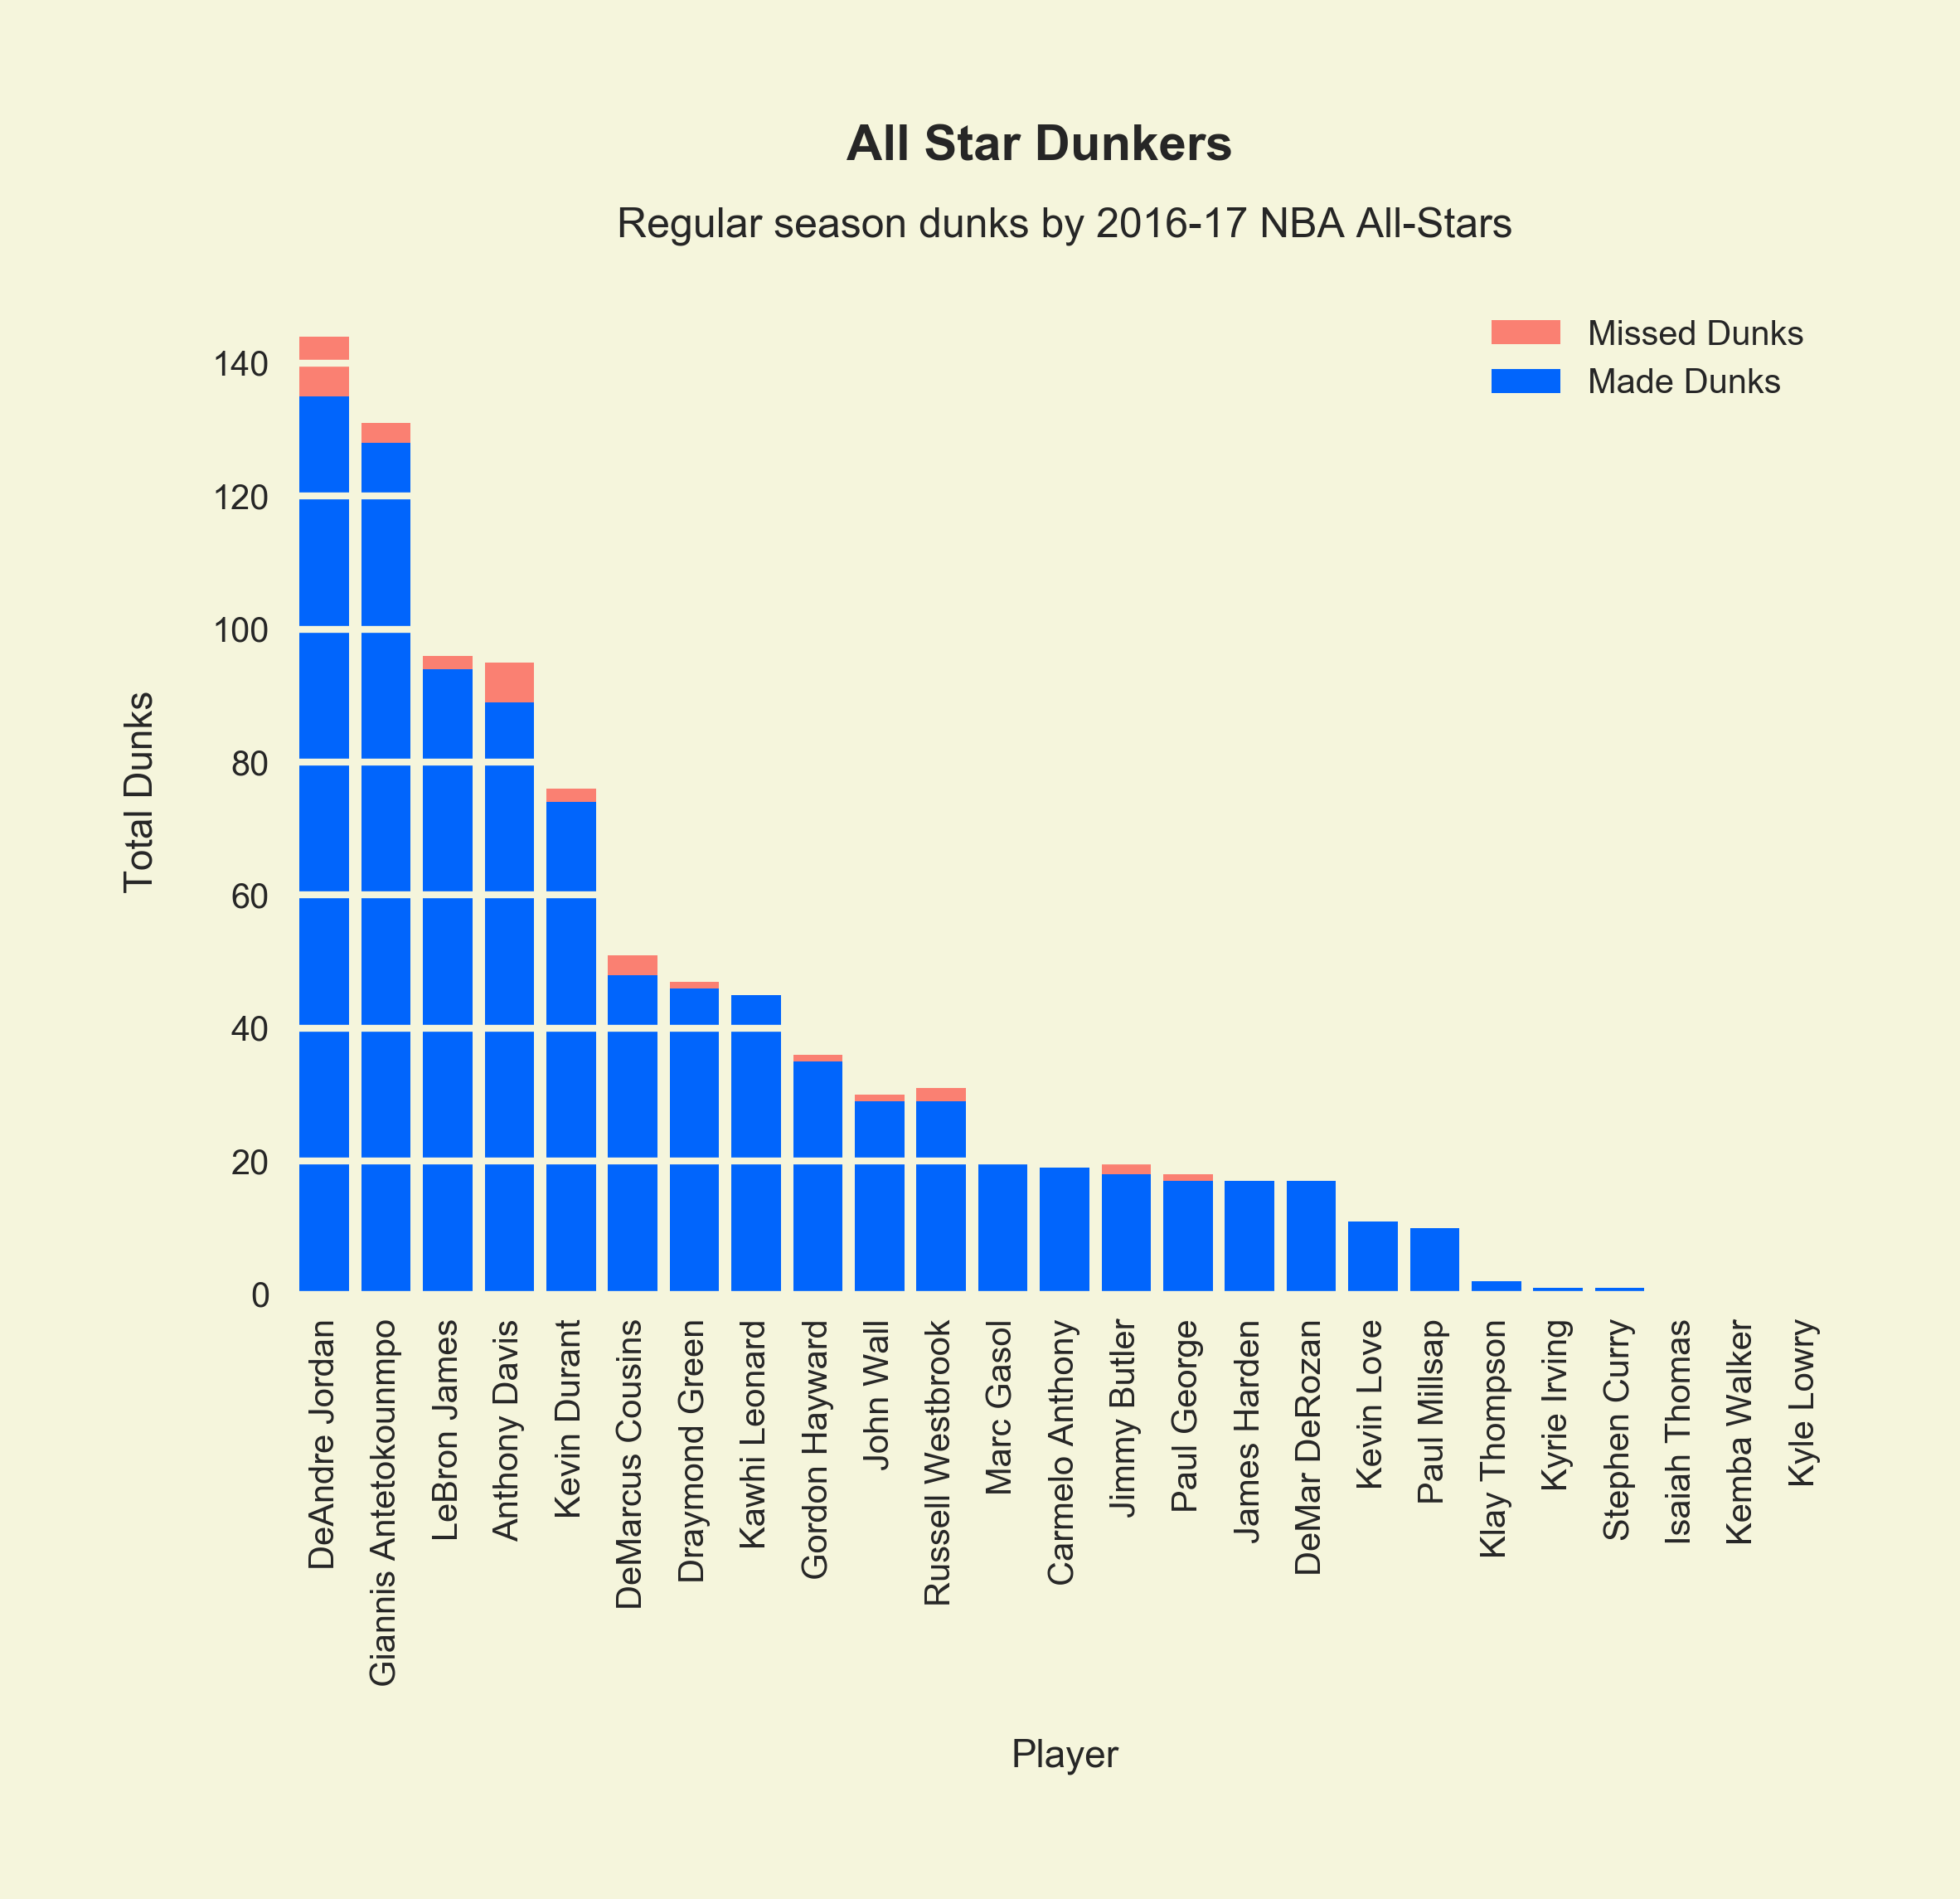 All Star Dunkers
Regular season dunks by 2016-17 NBA All-Stars
Missed Dunks
Made Dunks
Total Dunks
140
120
100
80
60
40
20
0
DeAndre Jordan
Giannis Antetokounmpo
LeBron James
Anthony Davis
Kevin Durant
DeMarcus Cousins
Draymond Green
Kawhi Leonard
Gordon Hayward
John Wall
Russell Westbrook
Marc Gasol
Carmelo Anthony
Jimmy Butler
Paul George
James Harden
DeMar DeRozan
Kevin Love
Paul Millsap
Klay Thompson
Kyrie Irving
Stephen Curry
Isaiah Thomas
Kemba Walker
Kyle Lowry
Player